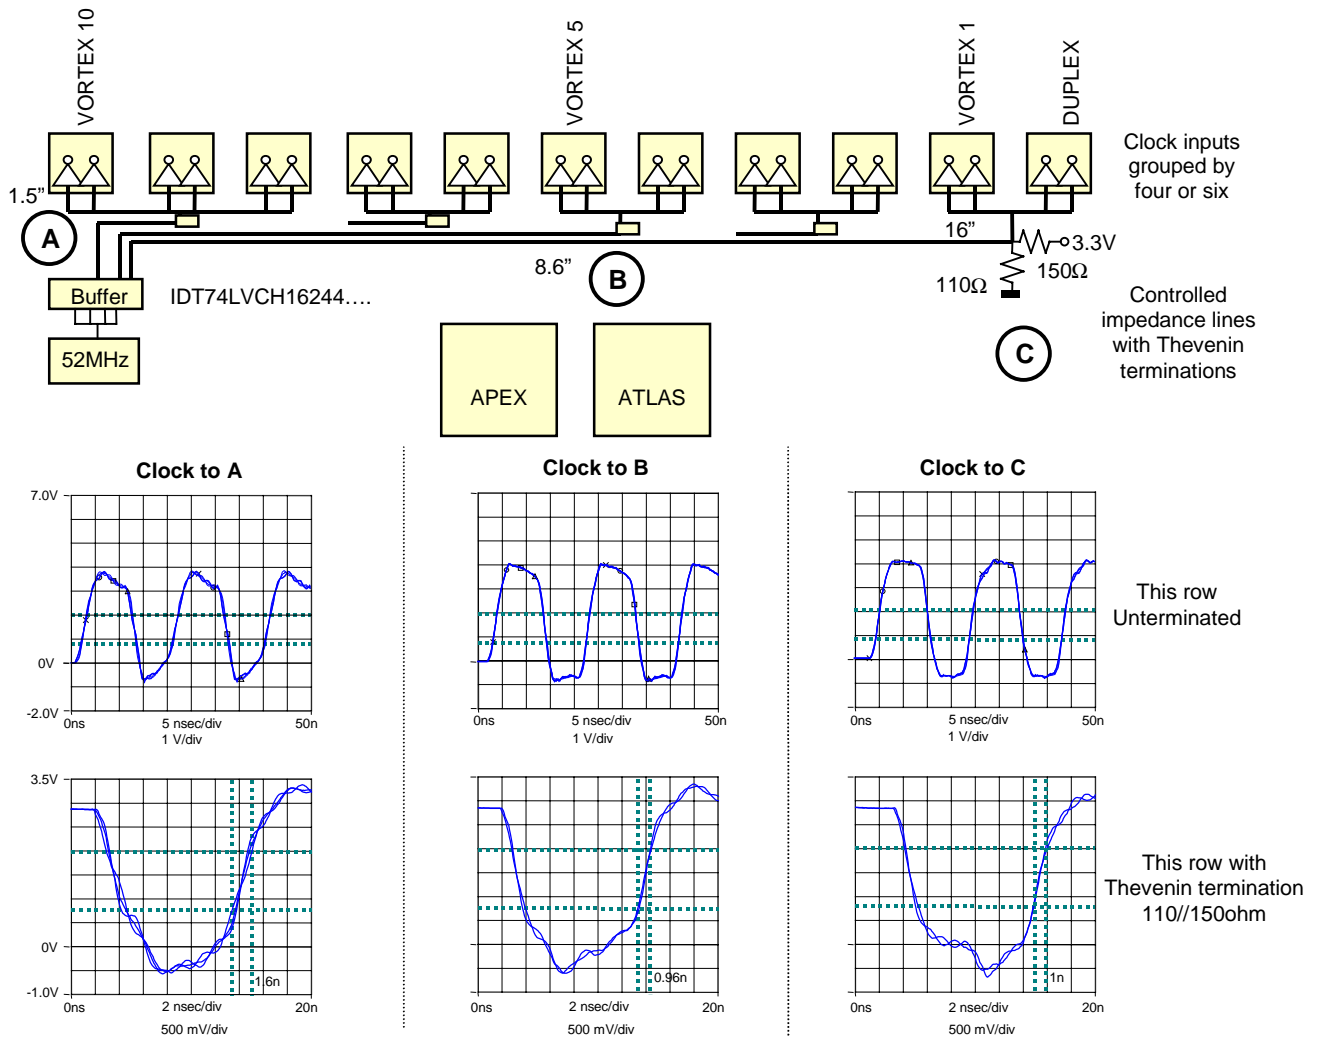 VORTEX 10
VORTEX 5
VORTEX 1
DUPLEX
Clock inputs
grouped by
four or six
1.5”
A
16”
3.3V
8.6”
B
110Ω
150Ω
Buffer
IDT74LVCH16244….
Controlled
impedance lines
with Thevenin
terminations
C
52MHz
APEX
ATLAS
Clock to A
Clock to B
Clock to C
7.0V
0V
-2.0V
0ns
5 nsec/div
50n
1 V/div
0ns
5 nsec/div
50n
1 V/div
0ns
5 nsec/div
50n
1 V/div
This row
Unterminated
3.5V
0V
-1.0V
1.6n
0ns
2 nsec/div
20n
500 mV/div
0.96n
0ns
2 nsec/div
20n
500 mV/div
1n
0ns
2 nsec/div
20n
500 mV/div
This row with
Thevenin termination
110//150ohm